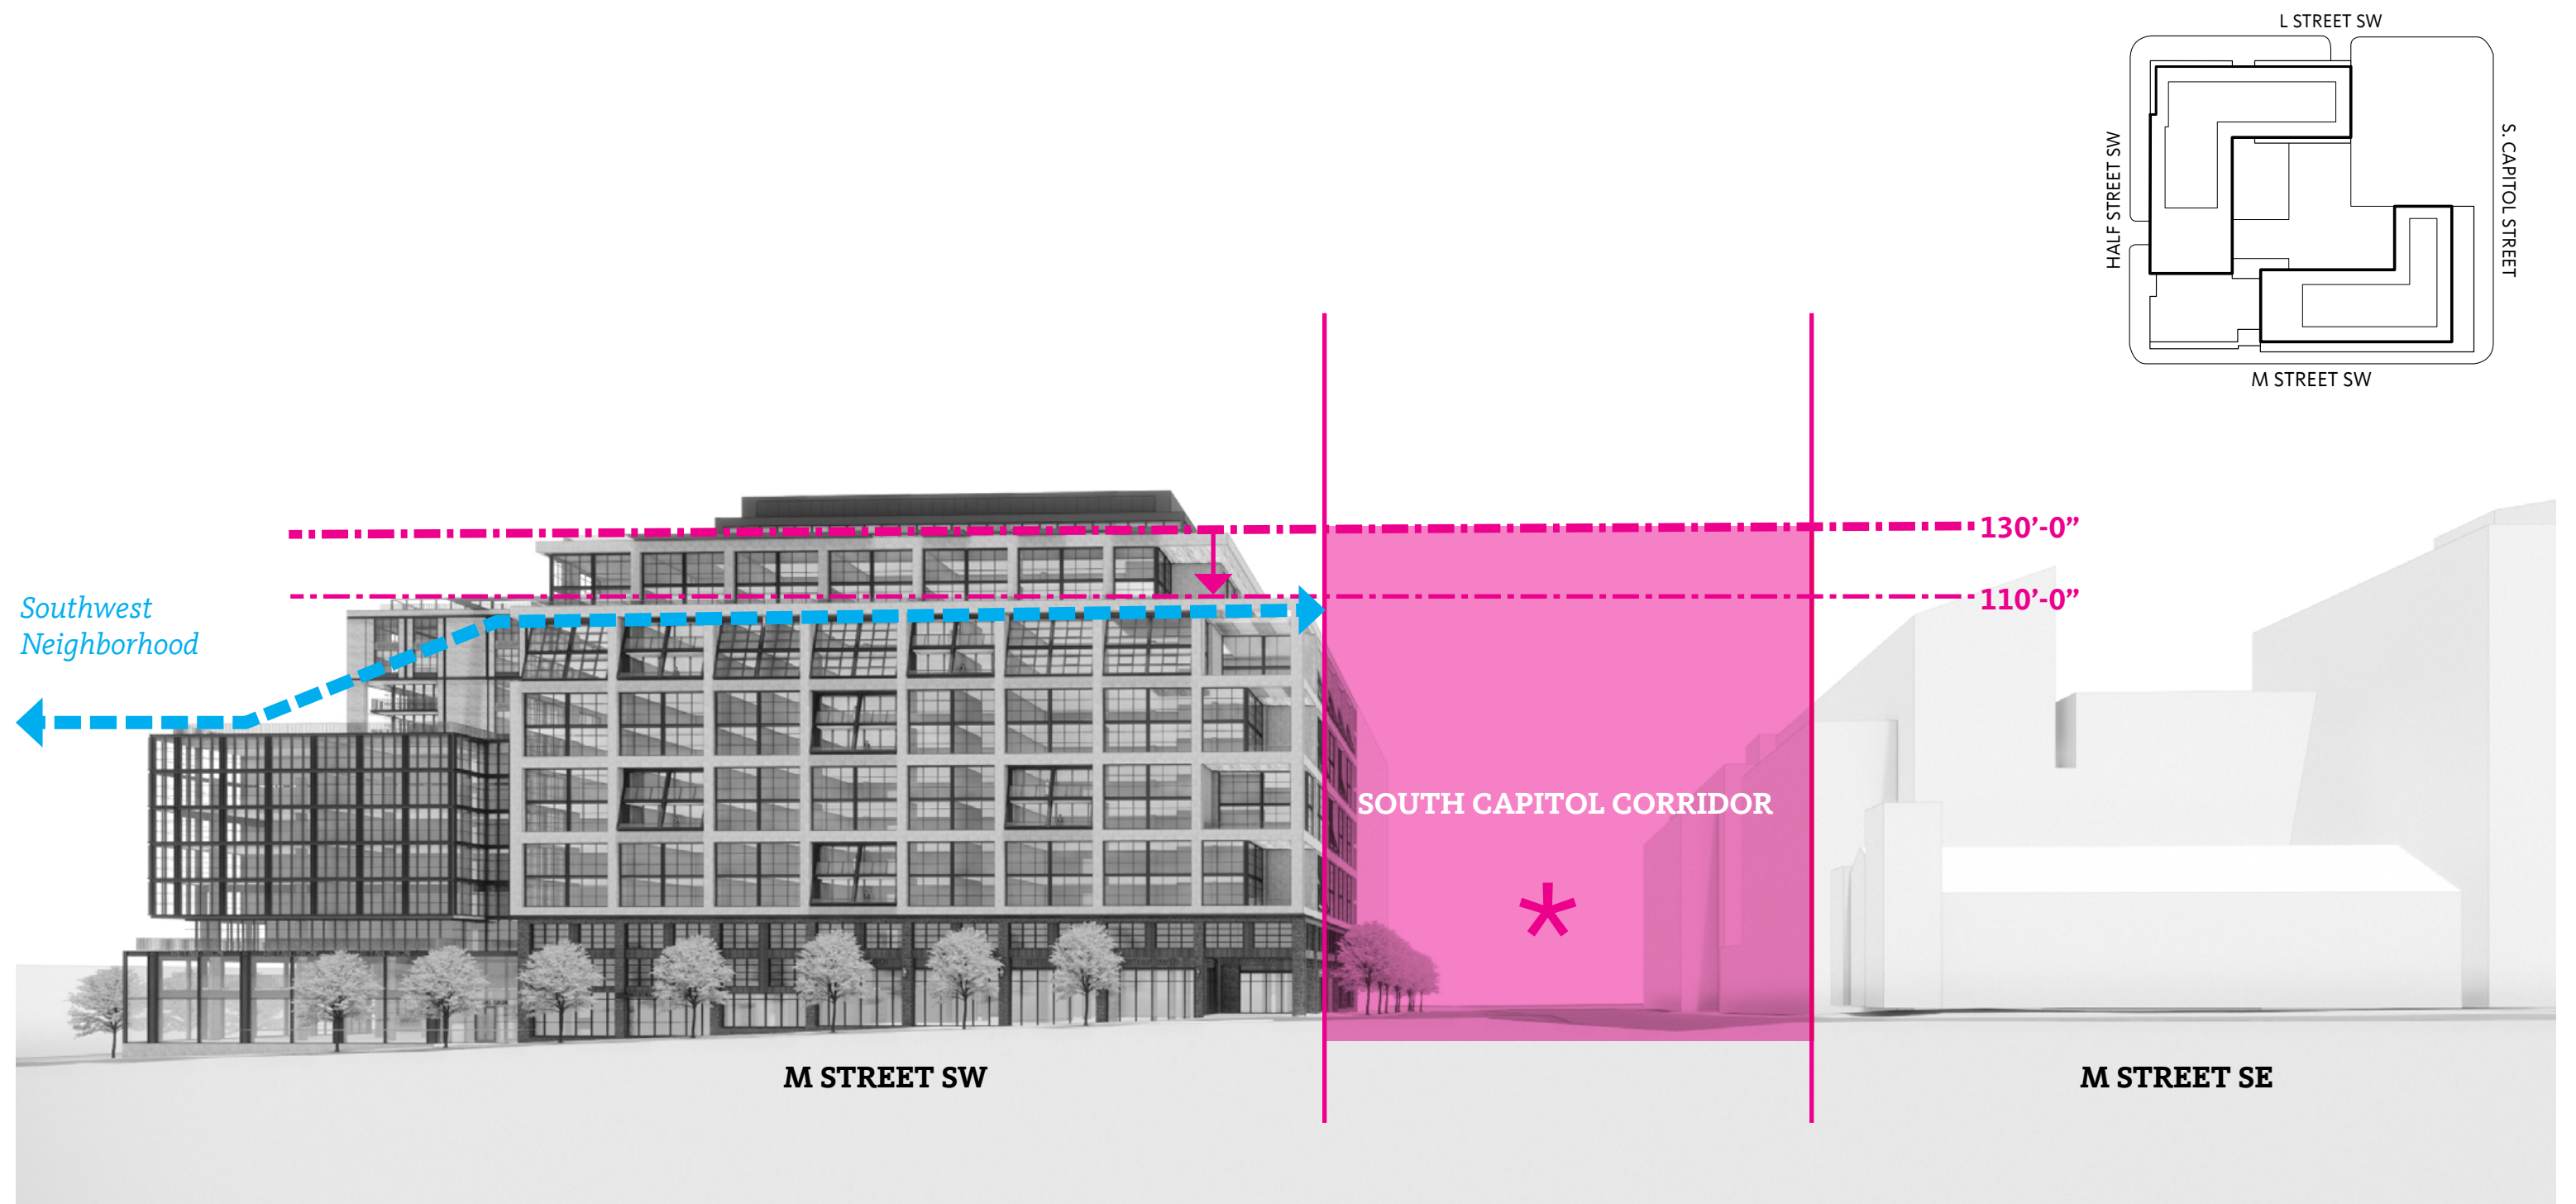 L STREET SW
HALF STREET SW
S. CAPITOL STREET
M STREET SW
130’-0”
110’-0”
Southwest
Neighborhood
SOUTH CAPITOL CORRIDOR
*
M STREET SW
M STREET SE